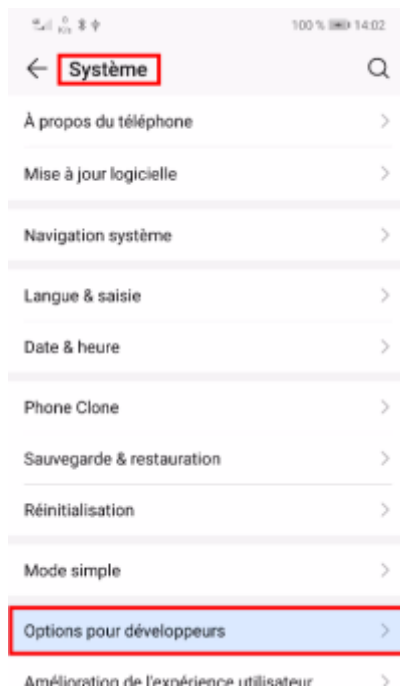 100 % 14:02
Système
À propos du téléphone
Mise à jour logicielle
Navigation système
Langue & saisie
Date & heure
Phone Clone
Sauvegarde & restauration
Réinitialisation
Mode simple
Options pour développeurs
Amélioration de l'expérience utilisateur